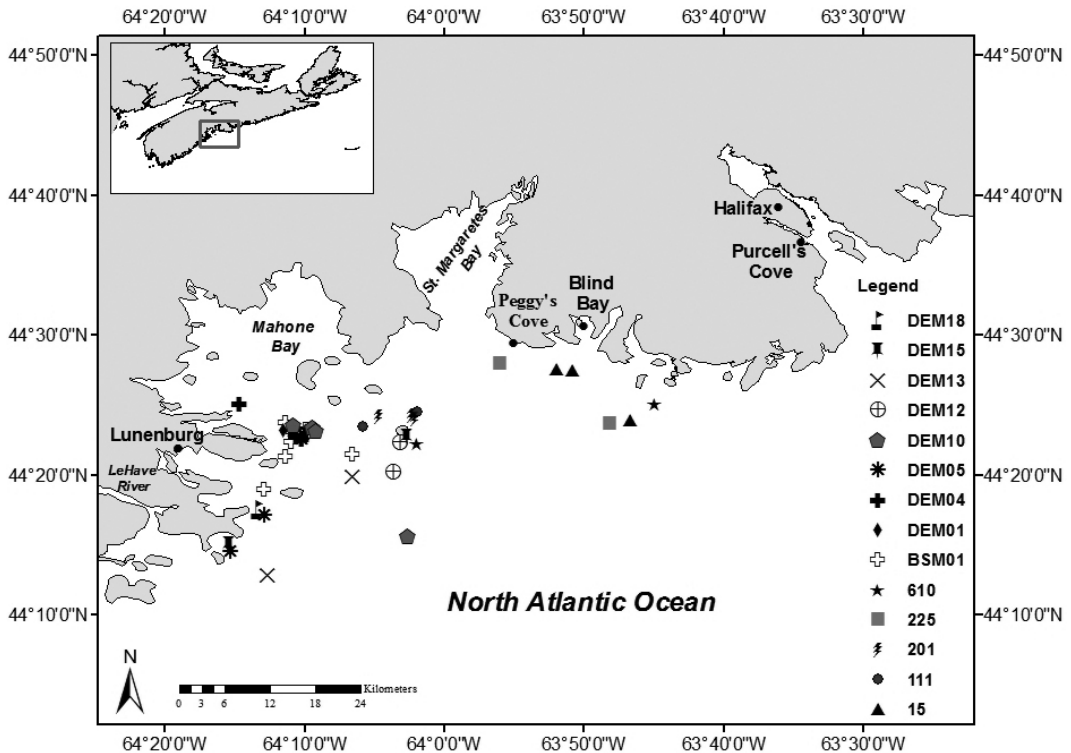 64°20'0"W 64°10'0"W 64°0'0"W 63°50'0"W 63°40'0"W 63°30'0"W
44°50'0"N 44°50'0"N
44°40'0"N 44°40'0"N
Halifax
Purcell's
Cove
St. Margaretes
Bay
Blind
Bay
Peggy's
Cove
Mahone
Bay
44°30'0"N 44°30'0"N
Lunenburg
LeHave
River
44°20'0"N 44°20'0"N
North Atlantic Ocean
44°10'0"N 44°10'0"N
Legend
DEM18
DEM15
DEM13
DEM12
DEM10
DEM05
DEM04
DEM01
BSM01
610
225
201
111
15
N
Kilometers
0 3 6 12 18 24
64°20'0"W 64°10'0"W 64°0'0"W 63°50'0"W 63°40'0"W 63°30'0"W